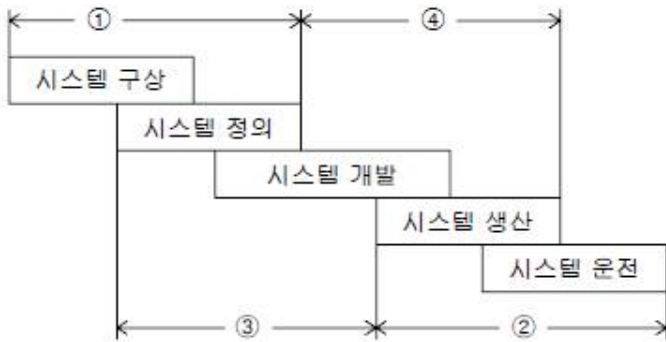 ① ④
시스템 구상
시스템 정의
시스템 개발
시스템 생산
시스템 운전
③ ②